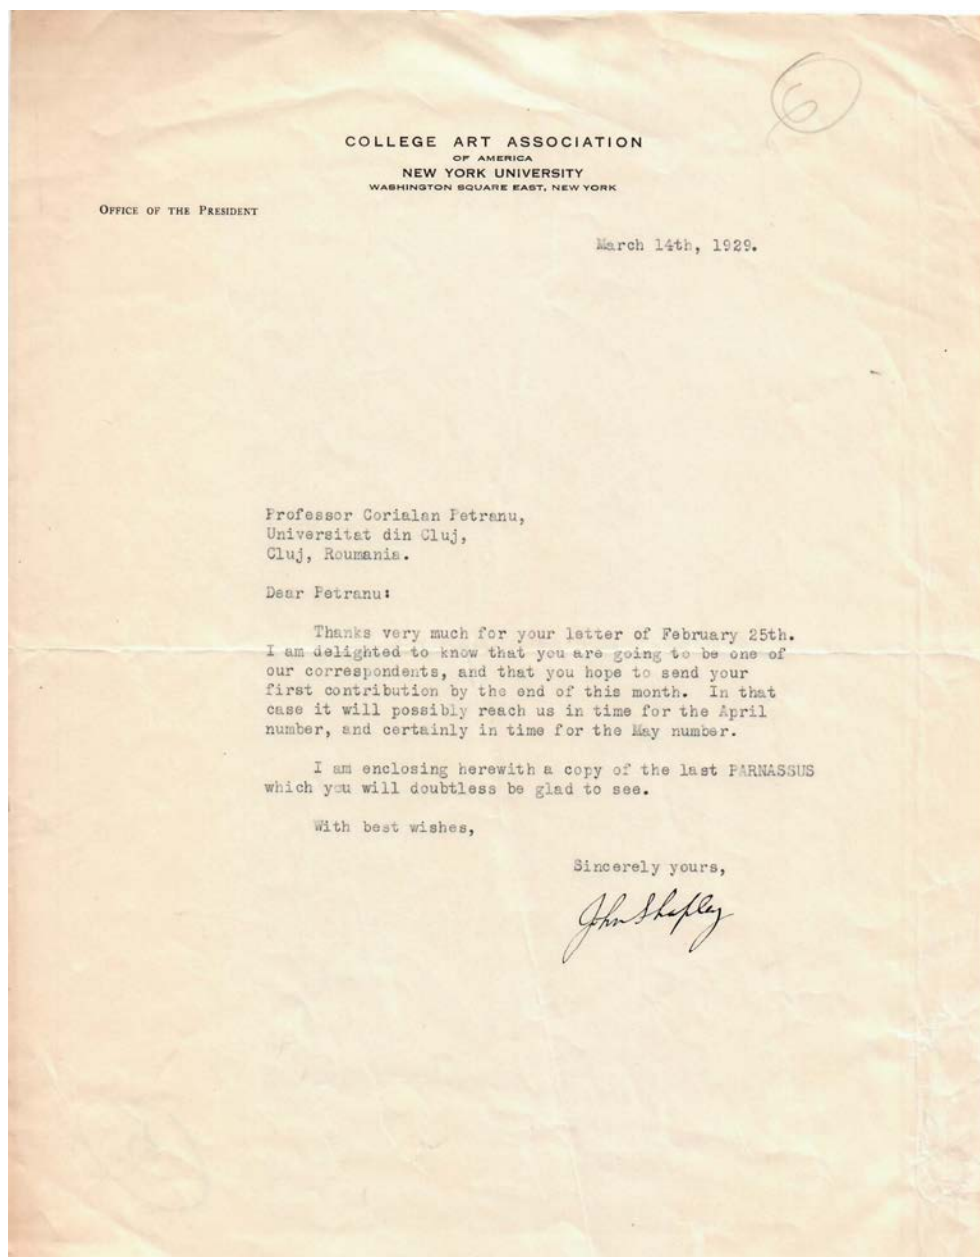 6
COLLEGE ART ASSOCIATION
OF AMERICA
NEW YORK UNIVERSITY
WASHINGTON SQUARE EAST, NEW YORK
OFFICE OF THE PRESIDENT
March 14th, 1929.
Professor Corialan Petranu,
Universitat din Cluj,
Cluj, Roumania.
Dear Petranu:
Thanks very much for your letter of February 25th.
I am delighted to know that you are going to be one of
our correspondents, and that you hope to send your
first contribution by the end of this month. In that
case it will possibly reach us in time for the April
number, and certainly in time for the May number.
I am enclosing herewith a copy of the last PARNASSUS
which you will doubtless be glad to see.
With best wishes,
Sincerely yours,
John Shapley